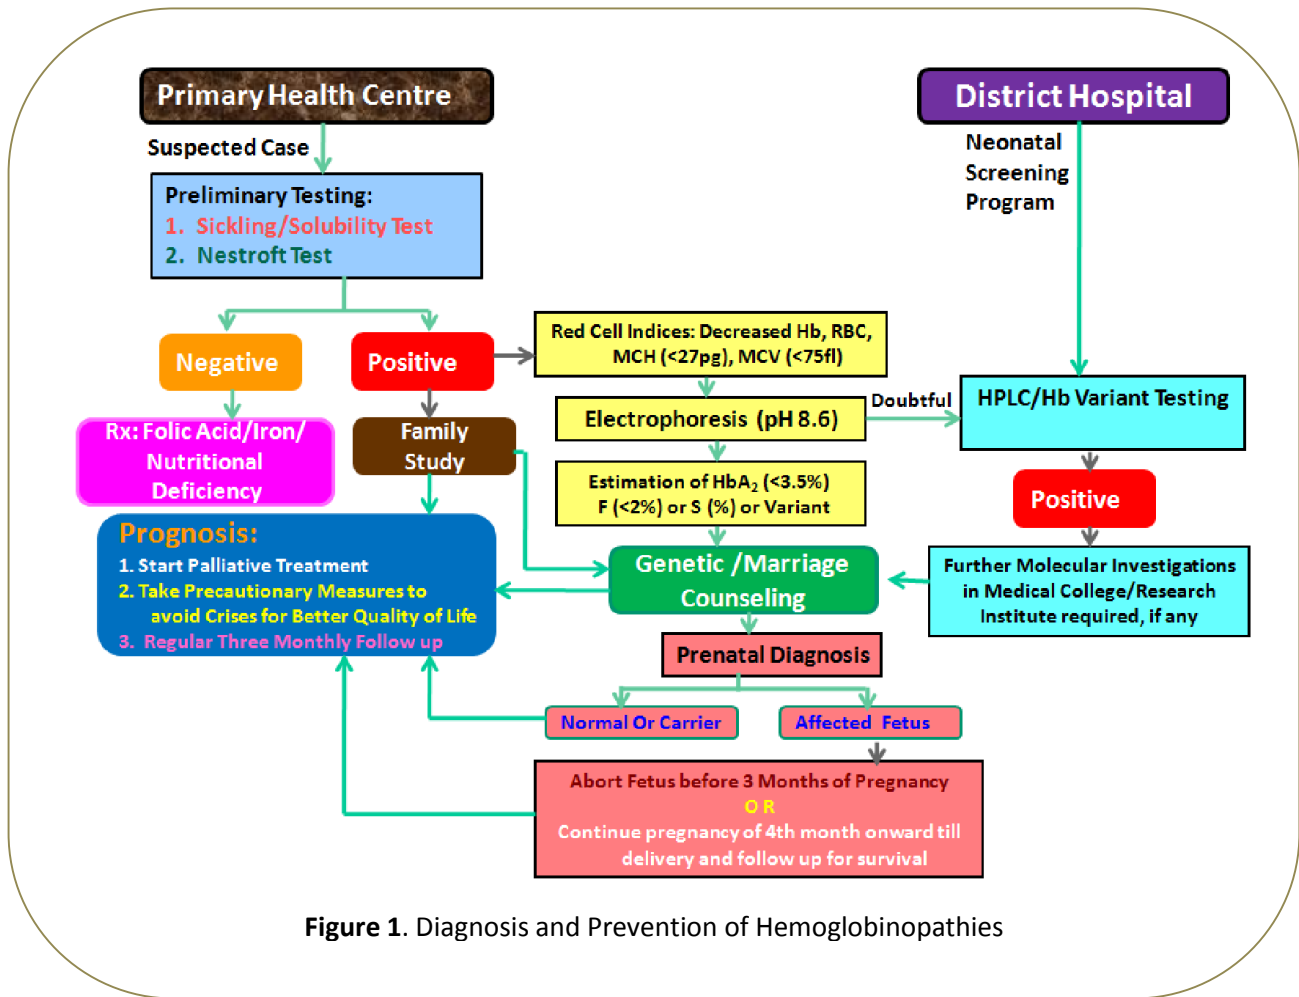 Primary Health Centre
District Hospital
Suspected Case
Neonatal
Screening
Program
Preliminary Testing:
1. Sickling/Solubility Test
2. Nestroft Test
Negative
Positive
Red Cell Indices: Decreased Hb, RBC,
MCH (<27pg), MCV (<75fl)
Electrophoresis (pH 8.6)
Doubtful
HPLC/Hb Variant Testing
Rx: Folic Acid/Iron/
Nutritional
Deficiency
Family
Study
Estimation of HbA₂ (<3.5%)
F (<2%) or S (%) or Variant
Positive
Prognosis:
1. Start Palliative Treatment
2. Take Precautionary Measures to
avoid Crises for Better Quality of Life
3. Regular Three Monthly Follow up
Genetic /Marriage
Counseling
Further Molecular Investigations
in Medical College/Research
Institute required, if any
Prenatal Diagnosis
Normal Or Carrier
Affected Fetus
Abort Fetus before 3 Months of Pregnancy
O R
Continue pregnancy of 4th month onward till
delivery and follow up for survival
Figure 1. Diagnosis and Prevention of Hemoglobinopathies